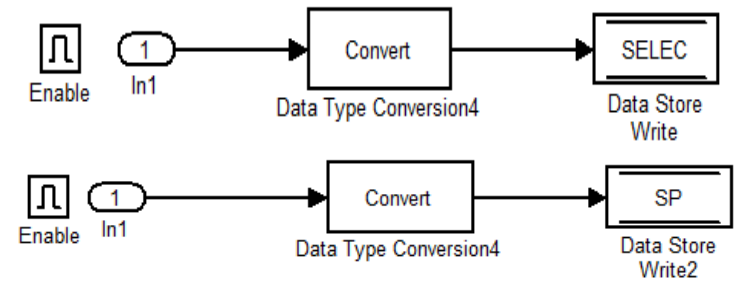 1
Convert
SELEC
Enable
In1
Data Type Conversion4
Data Store
Write
1
Convert
SP
Enable
In1
Data Type Conversion4
Data Store
Write2